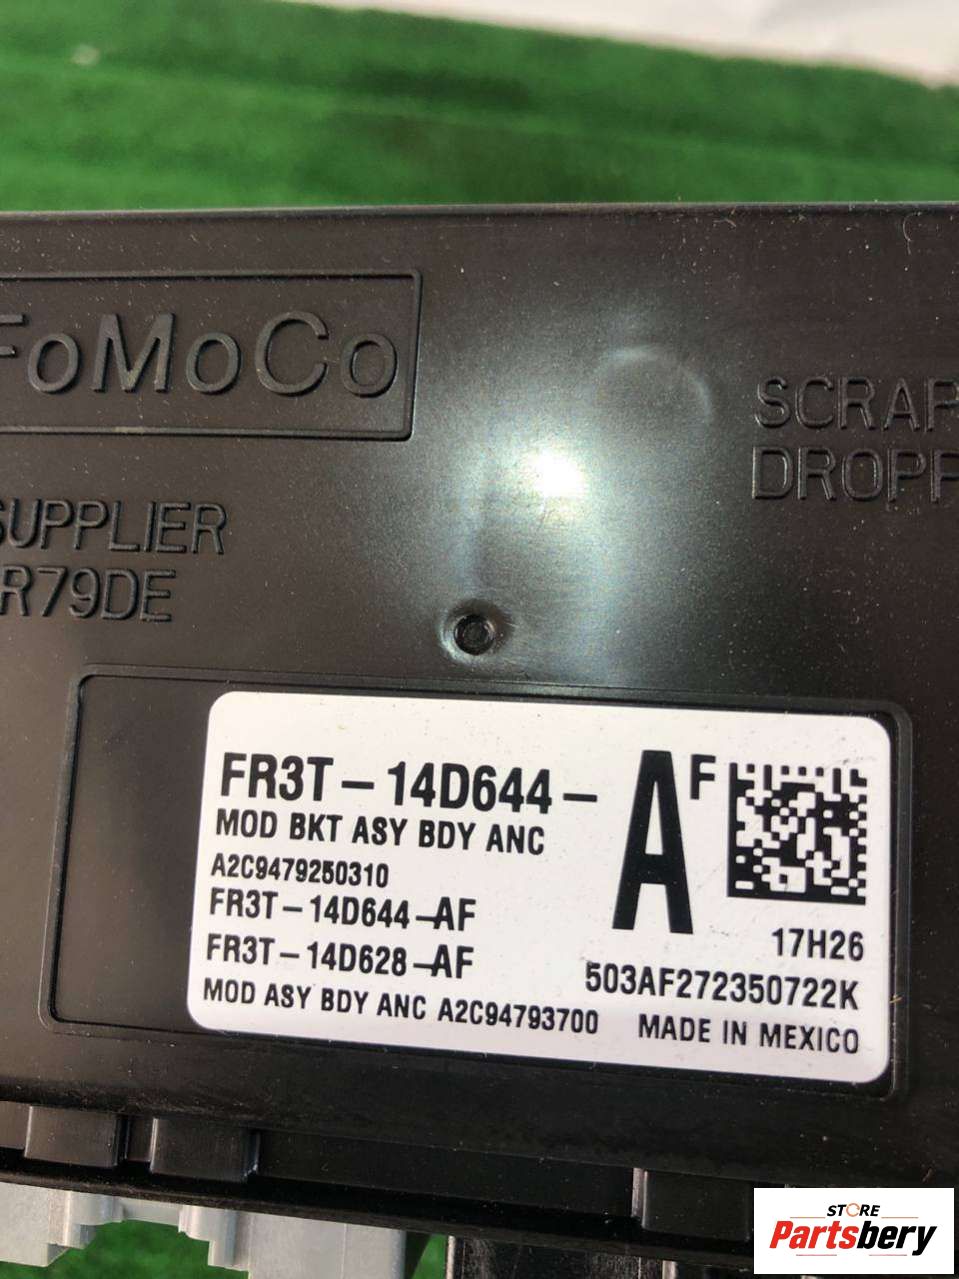 FoMoCo
SCRAP
DROPP
SUPPLIER
R79DE
FR3T-14D644-
AF
MOD BKT ASY BDY ANC
A2C9479250310
FR3T-14D644-AF
FR3T-14D628-AF
17H26
503AF272350722K
MOD ASY BDY ANC A2C94793700
MADE IN MEXICO
STORE
Partsbery